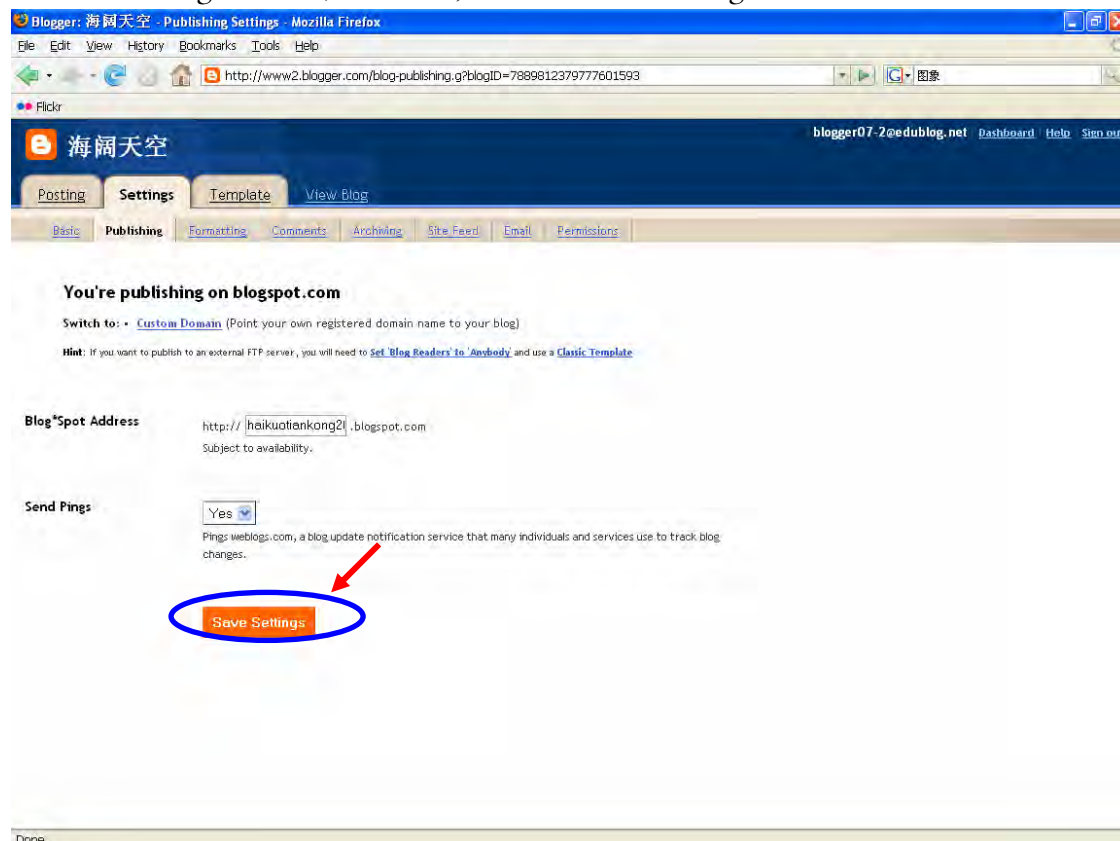 Blogger: 海阔天空 - Publishing Settings - Mozilla Firefox
File Edit View History Bookmarks Tools Help
http://www2.blogger.com/blog-publishing.g?blogID=7889812379777601593 G 图象
Flickr
海阔天空 blogger07-2@edublog.net Dashboard Help Sign out
Posting Settings Template View Blog
Basic Publishing Formatting Comments Archiving Site Feed Email Permissions
You're publishing on blogspot.com
Switch to: • Custom Domain (Point your own registered domain name to your blog)
Hint: If you want to publish to an external FTP server, you will need to Set 'Blog Readers' to 'Anybody' and use a Classic Template
Blog*Spot Address http:// haikuotiankong2 .blogspot.com
Subject to availability.
Send Pings Yes
Pings weblogs.com, a blog update notification service that many individuals and services use to track blog
changes.
Save Settings
Done